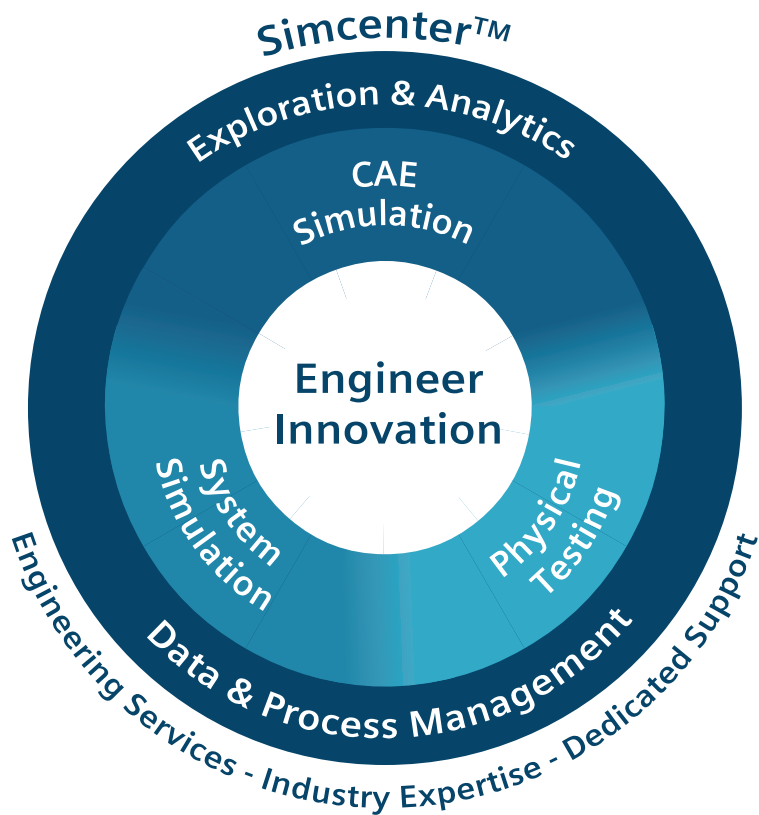 Simcenter™
Exploration & Analytics
CAE
Simulation
Engineer
Innovation
System
Simulation
Physical
Testing
Data & Process Management
Engineering Services - Industry Expertise - Dedicated Support